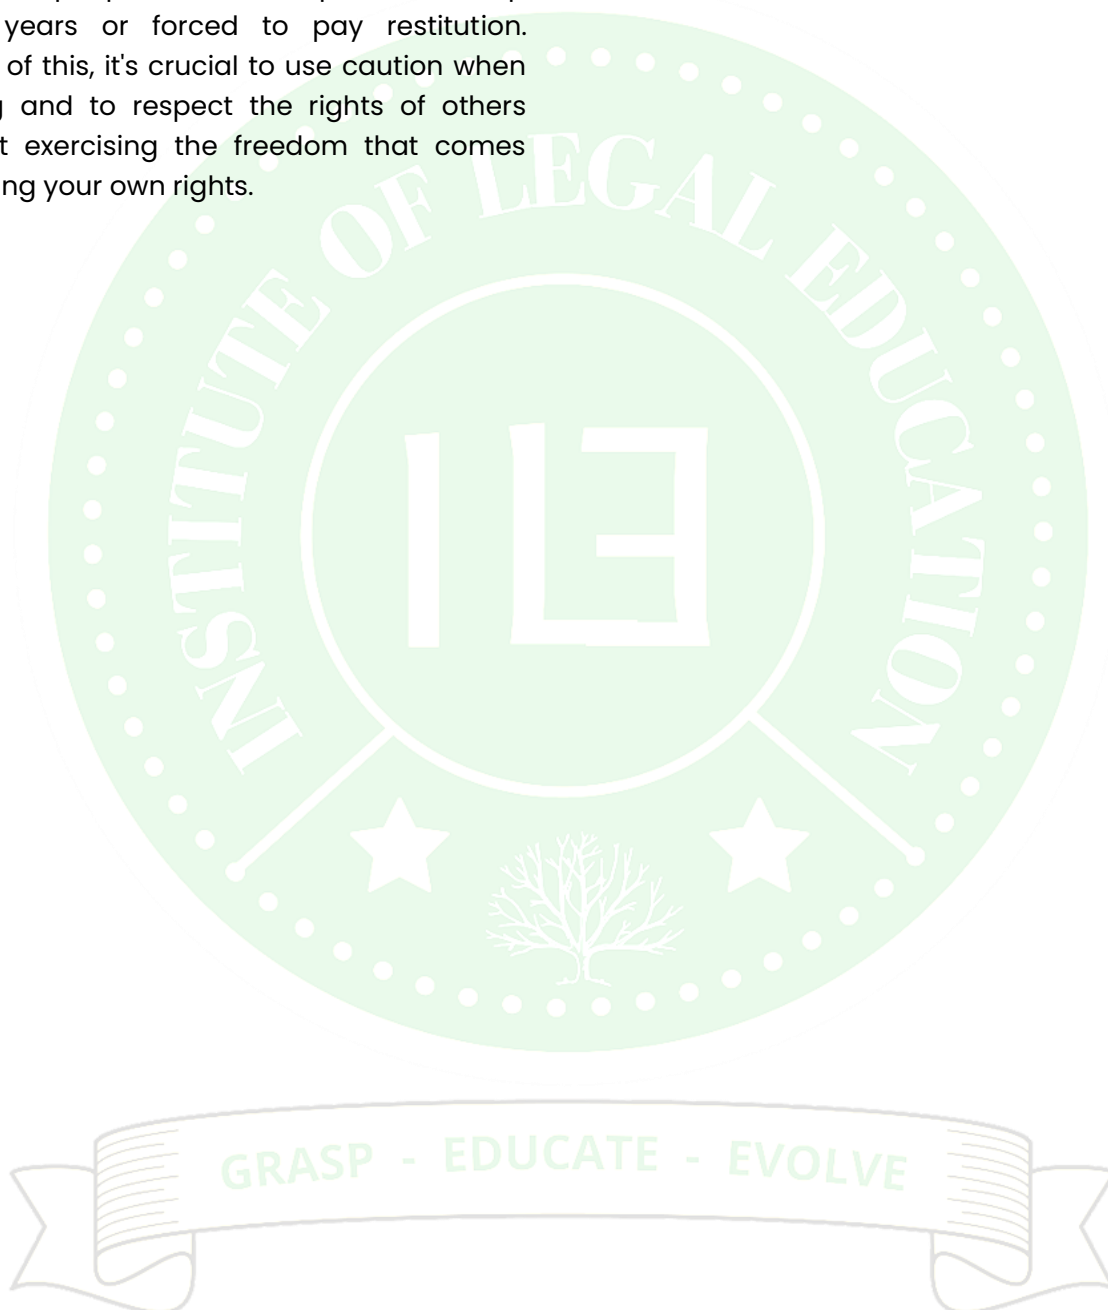 years or forced to pay restitution.
of this, it's crucial to use caution when
and to respect the rights of others
exercising the freedom that comes
your own rights.
INSTITUTE OF LEGAL EDUCATION
ILE
GRASP - EDUCATE - EVOLVE